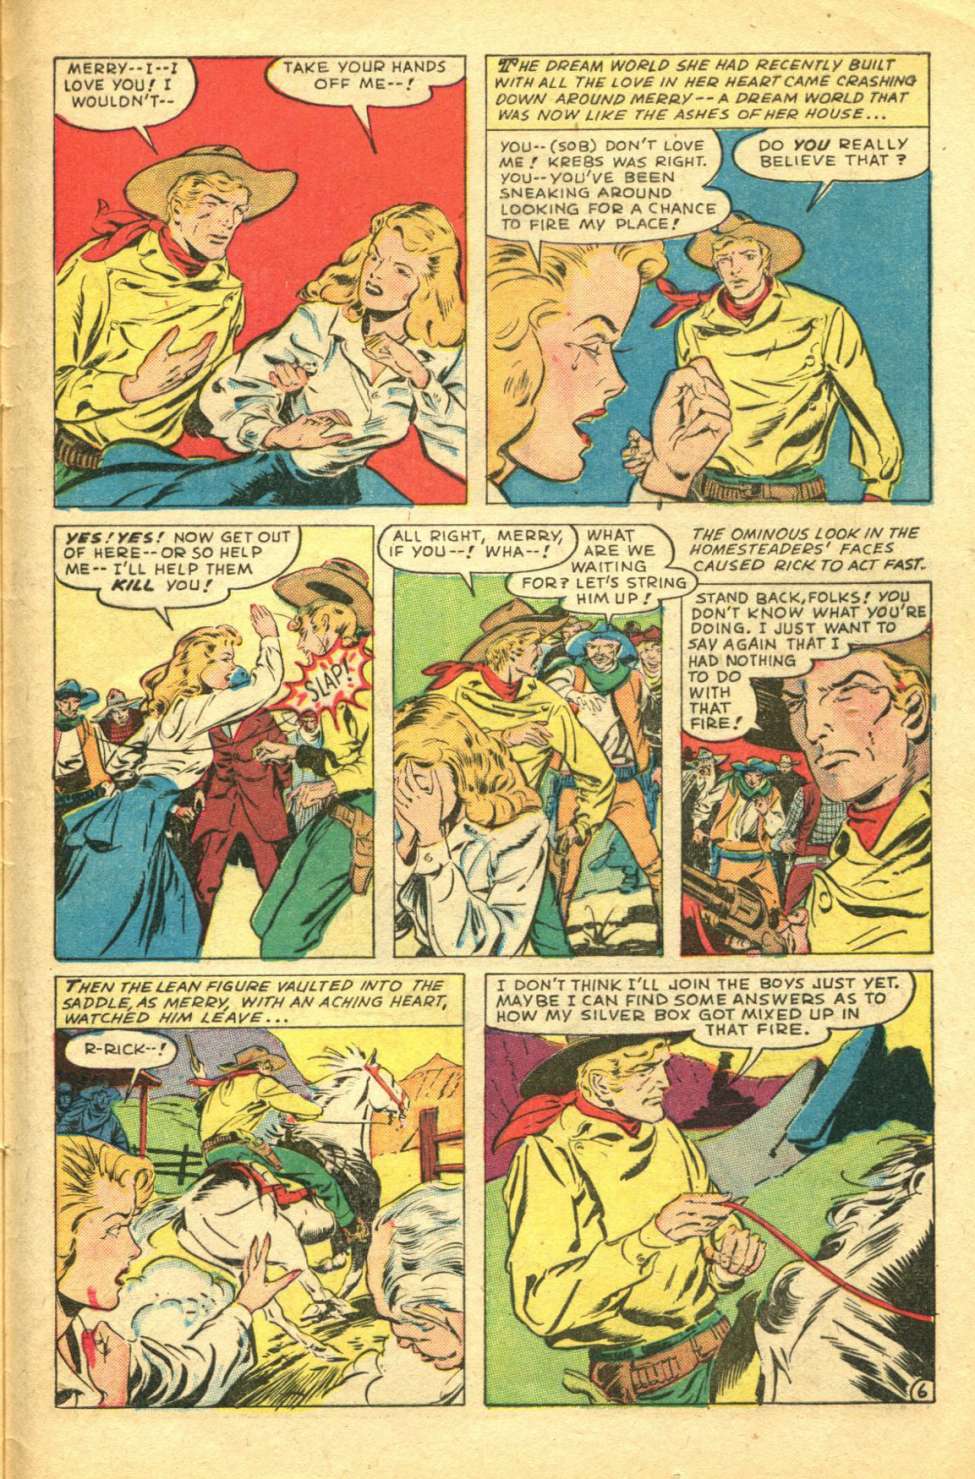 MERRY--I--I
LOVE YOU! I
WOULDN'T--
TAKE YOUR HANDS
OFF ME--!
THE DREAM WORLD SHE HAD RECENTLY BUILT
WITH ALL THE LOVE IN HER HEART CAME CRASHING
DOWN AROUND MERRY--A DREAM WORLD THAT
WAS NOW LIKE THE ASHES OF HER HOUSE...
YOU--(SOB) DON'T LOVE
ME! KREBS WAS RIGHT.
YOU--YOU'VE BEEN
SNEAKING AROUND
LOOKING FOR A CHANCE
TO FIRE MY PLACE!
DO YOU REALLY
BELIEVE THAT?
YES! YES! NOW GET OUT
OF HERE--OR SO HELP
ME--I'LL HELP THEM
KILL YOU!
SLAP!
ALL RIGHT, MERRY,
IF YOU--! WHA--!
WHAT
ARE WE
WAITING
FOR? LET'S STRING
HIM UP!
THE OMINOUS LOOK IN THE
HOMESTEADERS' FACES
CAUSED RICK TO ACT FAST.
STAND BACK, FOLKS! YOU
DON'T KNOW WHAT YOU'RE
DOING. I JUST WANT TO
SAY AGAIN THAT I
HAD NOTHING
TO DO
WITH
THAT
FIRE!
THEN THE LEAN FIGURE VAULTED INTO THE
SADDLE, AS MERRY, WITH AN ACHING HEART,
WATCHED HIM LEAVE...
R-RICK--!
I DON'T THINK I'LL JOIN THE BOYS JUST YET.
MAYBE I CAN FIND SOME ANSWERS AS TO
HOW MY SILVER BOX GOT MIXED UP IN
THAT FIRE.
6